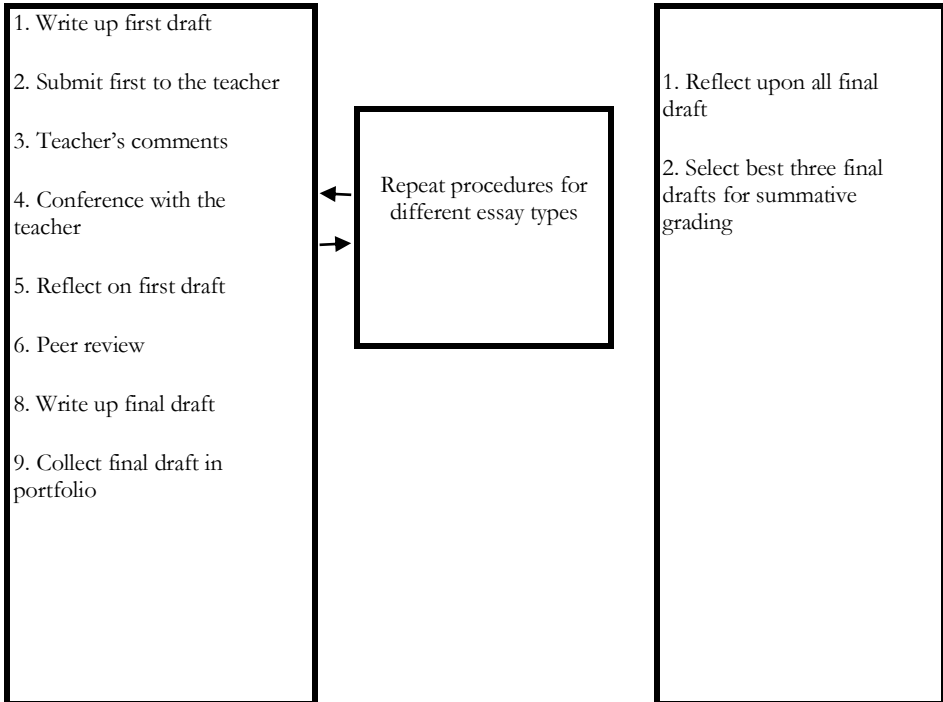 1. Write up first draft
2. Submit first to the teacher
3. Teacher's comments
4. Conference with the
teacher
5. Reflect on first draft
6. Peer review
8. Write up final draft
9. Collect final draft in
portfolio
Repeat procedures for
different essay types
1. Reflect upon all final
draft
2. Select best three final
drafts for summative
grading